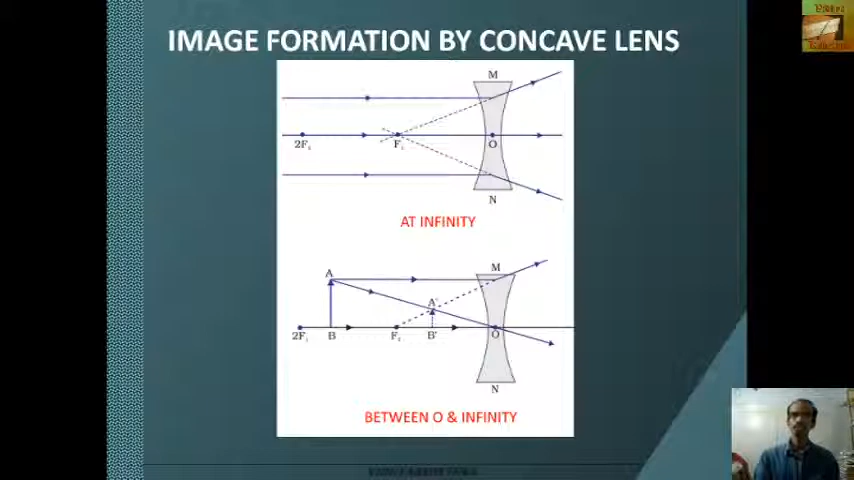 IMAGE FORMATION BY CONCAVE LENS
M
2F₁
F₁
O
N
AT INFINITY
A
M
A'
2F₁
B
F₁
B'
O
N
BETWEEN O & INFINITY